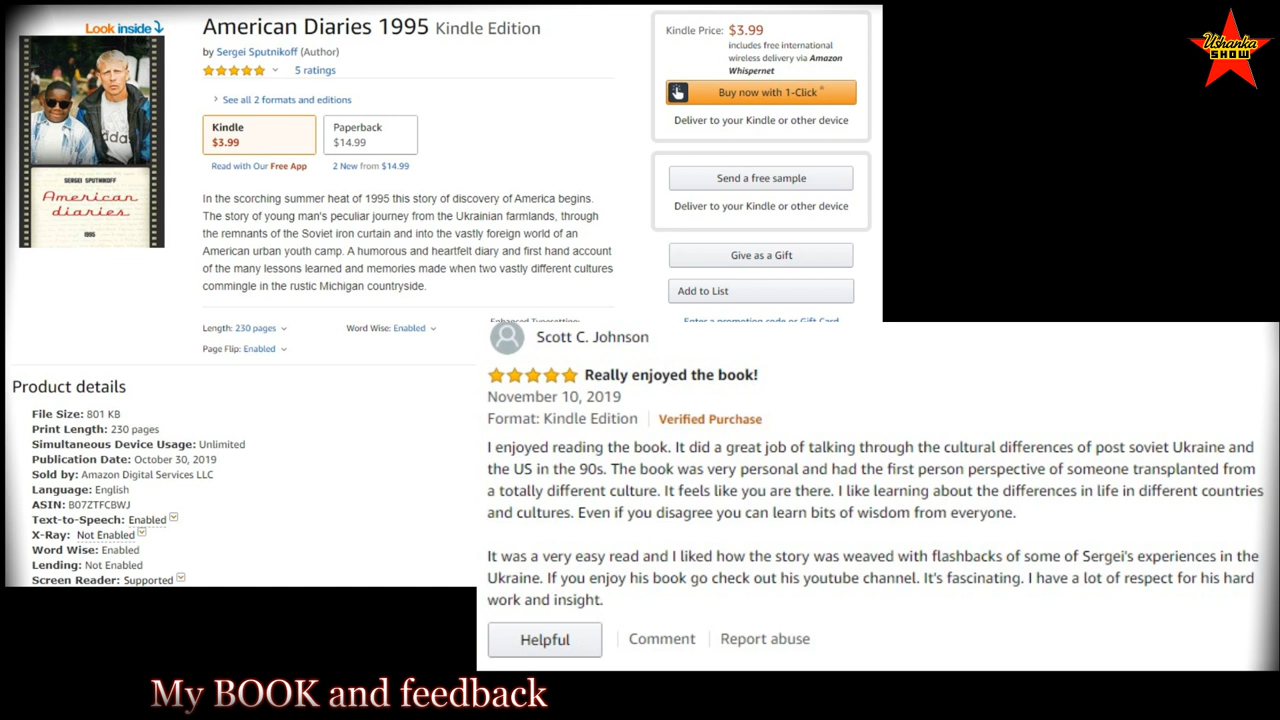 Look inside
American Diaries 1995 Kindle Edition
by Sergei Sputnikoff (Author)
5 ratings
See all 2 formats and editions
Kindle
$3.99
Paperback
$14.99
Read with Our Free App
2 New from $14.99
In the scorching summer heat of 1995 this story of discovery of America begins.
The story of young man's peculiar journey from the Ukrainian farmlands, through
the remnants of the Soviet iron curtain and into the vastly foreign world of an
American urban youth camp. A humorous and heartfelt diary and first hand account
of the many lessons learned and memories made when two vastly different cultures
commingle in the rustic Michigan countryside.
Length: 230 pages
Word Wise: Enabled
Enhanced Typesetting:
Page Flip: Enabled
SERGEI SPUTNIKOFF
American
diaries
1995
adidas
Kindle Price: $3.99
includes free international
wireless delivery via Amazon
Whispernet
Buy now with 1-Click
Deliver to your Kindle or other device
Send a free sample
Deliver to your Kindle or other device
Give as a Gift
Add to List
Enter a promotion code or Gift Card
Ushanka
SHOW
Product details
File Size: 801 KB
Print Length: 230 pages
Simultaneous Device Usage: Unlimited
Publication Date: October 30, 2019
Sold by: Amazon Digital Services LLC
Language: English
ASIN: B07ZTFCBWJ
Text-to-Speech: Enabled
X-Ray: Not Enabled
Word Wise: Enabled
Lending: Not Enabled
Screen Reader: Supported
Scott C. Johnson
Really enjoyed the book!
November 10, 2019
Format: Kindle Edition Verified Purchase
I enjoyed reading the book. It did a great job of talking through the cultural differences of post soviet Ukraine and
the US in the 90s. The book was very personal and had the first person perspective of someone transplanted from
a totally different culture. It feels like you are there. I like learning about the differences in life in different countries
and cultures. Even if you disagree you can learn bits of wisdom from everyone.
It was a very easy read and I liked how the story was weaved with flashbacks of some of Sergei's experiences in the
Ukraine. If you enjoy his book go check out his youtube channel. It's fascinating. I have a lot of respect for his hard
work and insight.
Helpful
Comment
Report abuse
My BOOK and feedback